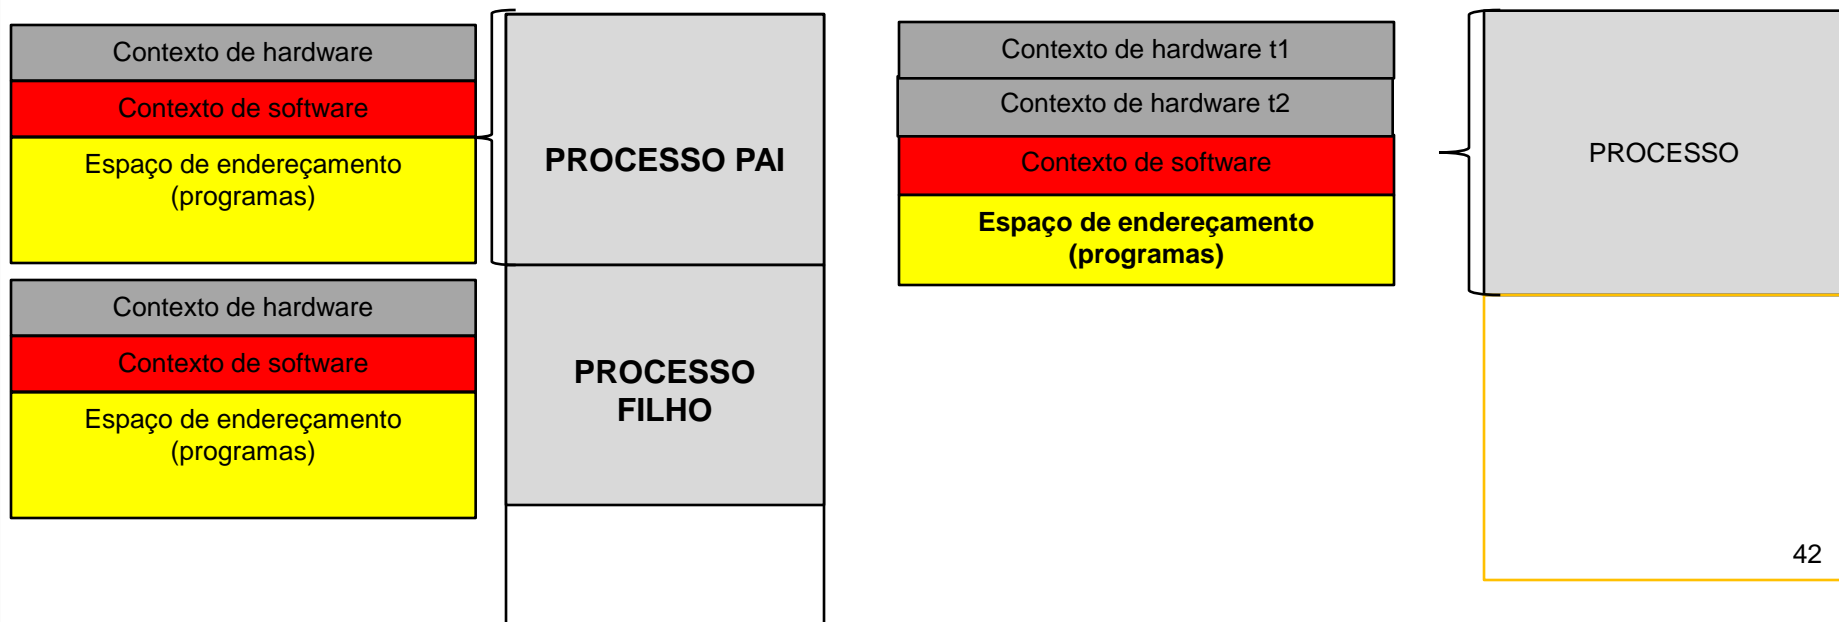 Contexto de hardware
Contexto de software
Espaço de endereçamento
(programas)
PROCESSO PAI
Contexto de hardware
Contexto de software
Espaço de endereçamento
(programas)
PROCESSO
FILHO
Contexto de hardware t1
Contexto de hardware t2
Contexto de software
Espaço de endereçamento
(programas)
PROCESSO
42